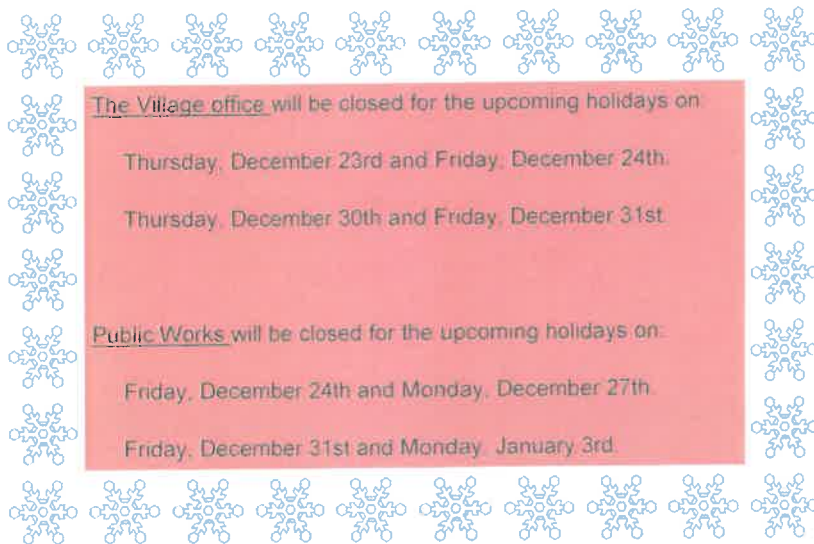 The Village office will be closed for the upcoming holidays on:
Thursday, December 23rd and Friday, December 24th.
Thursday, December 30th and Friday, December 31st.
Public Works will be closed for the upcoming holidays on:
Friday, December 24th and Monday, December 27th.
Friday, December 31st and Monday, January 3rd.